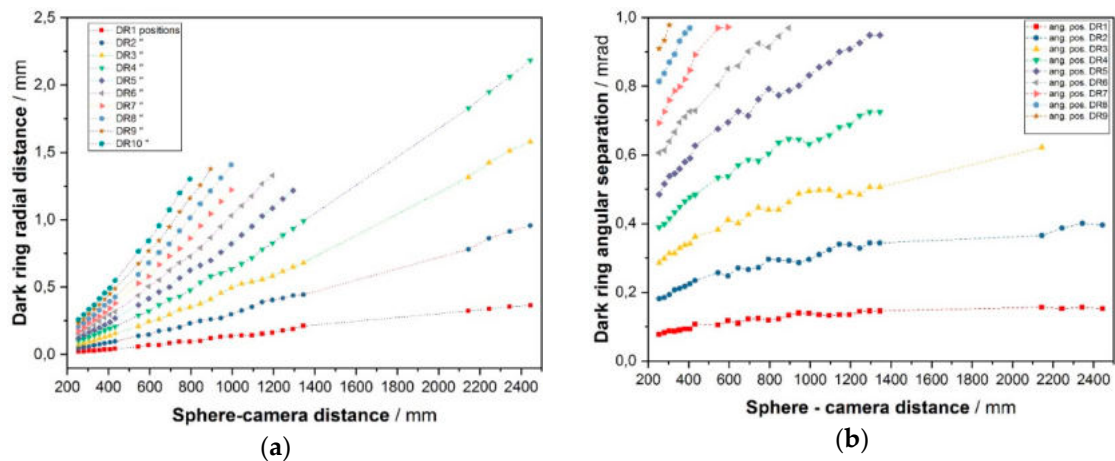 DR1 positions
DR2 "
DR3 "
DR4 "
DR5 "
DR6 "
DR7 "
DR8 "
DR9 "
DR10 "
2,5
2,0
1,5
1,0
0,5
0,0
Dark ring radial distance / mm
200 400 600 800 1000 1200 1400 1600 1800 2000 2200 2400
Sphere-camera distance / mm
(a)
ang. pos. DR1
ang. pos. DR2
ang. pos. DR3
ang. pos. DR4
ang. pos. DR5
ang. pos. DR6
ang. pos. DR7
ang. pos. DR8
ang. pos. DR9
1,0
0,8
0,6
0,4
0,2
0,0
Dark ring angular separation / mrad
200 400 600 800 1000 1200 1400 1600 1800 2000 2200 2400
Sphere - camera distance / mm
(b)